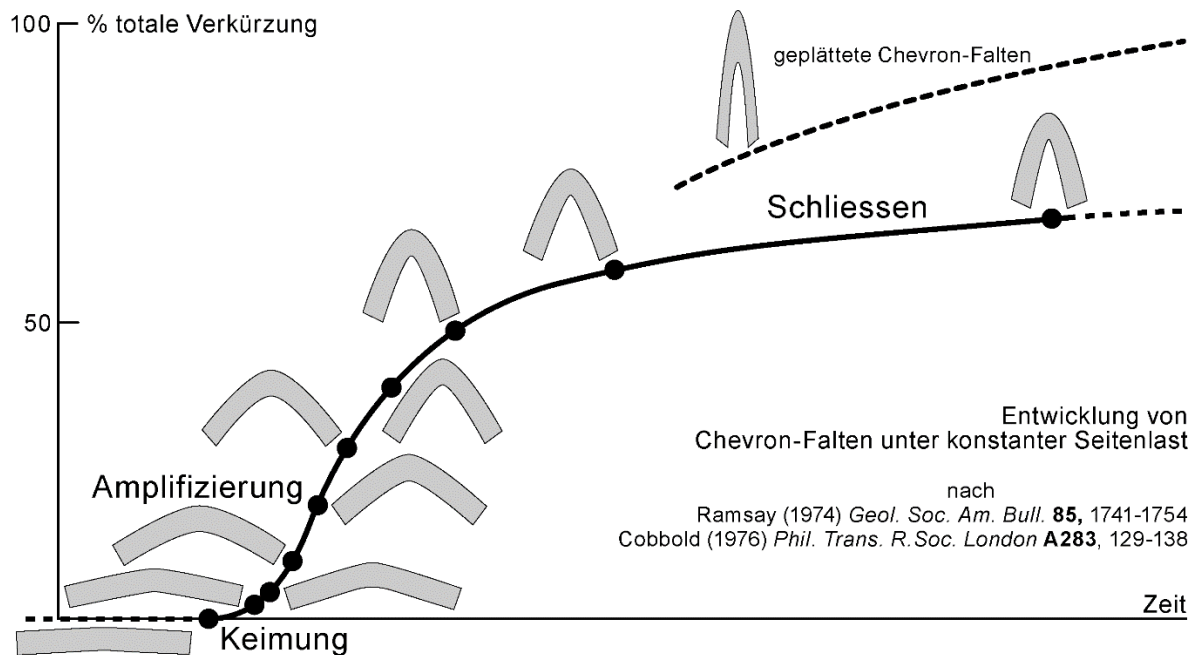 100
% totale Verkürzung
geplättete Chevron-Falten
Schliessen
50
Entwicklung von
Chevron-Falten unter konstanter Seitenlast
Amplifizierung
nach
Ramsay (1974) Geol. Soc. Am. Bull. 85, 1741-1754
Cobbold (1976) Phil. Trans. R.Soc. London A283, 129-138
Zeit
0
Keimung